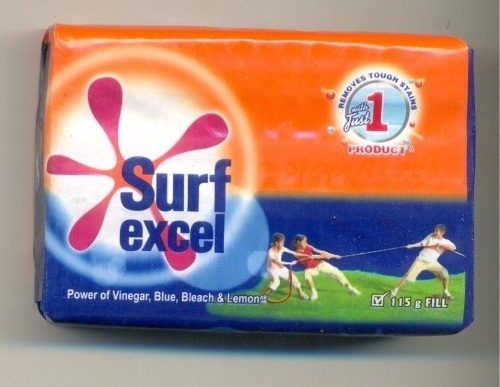 REMOVES TOUGH STAINS
with
Just 1
PRODUCT
Surf
excel
Power of Vinegar, Blue, Bleach & Lemon
115 g FILL